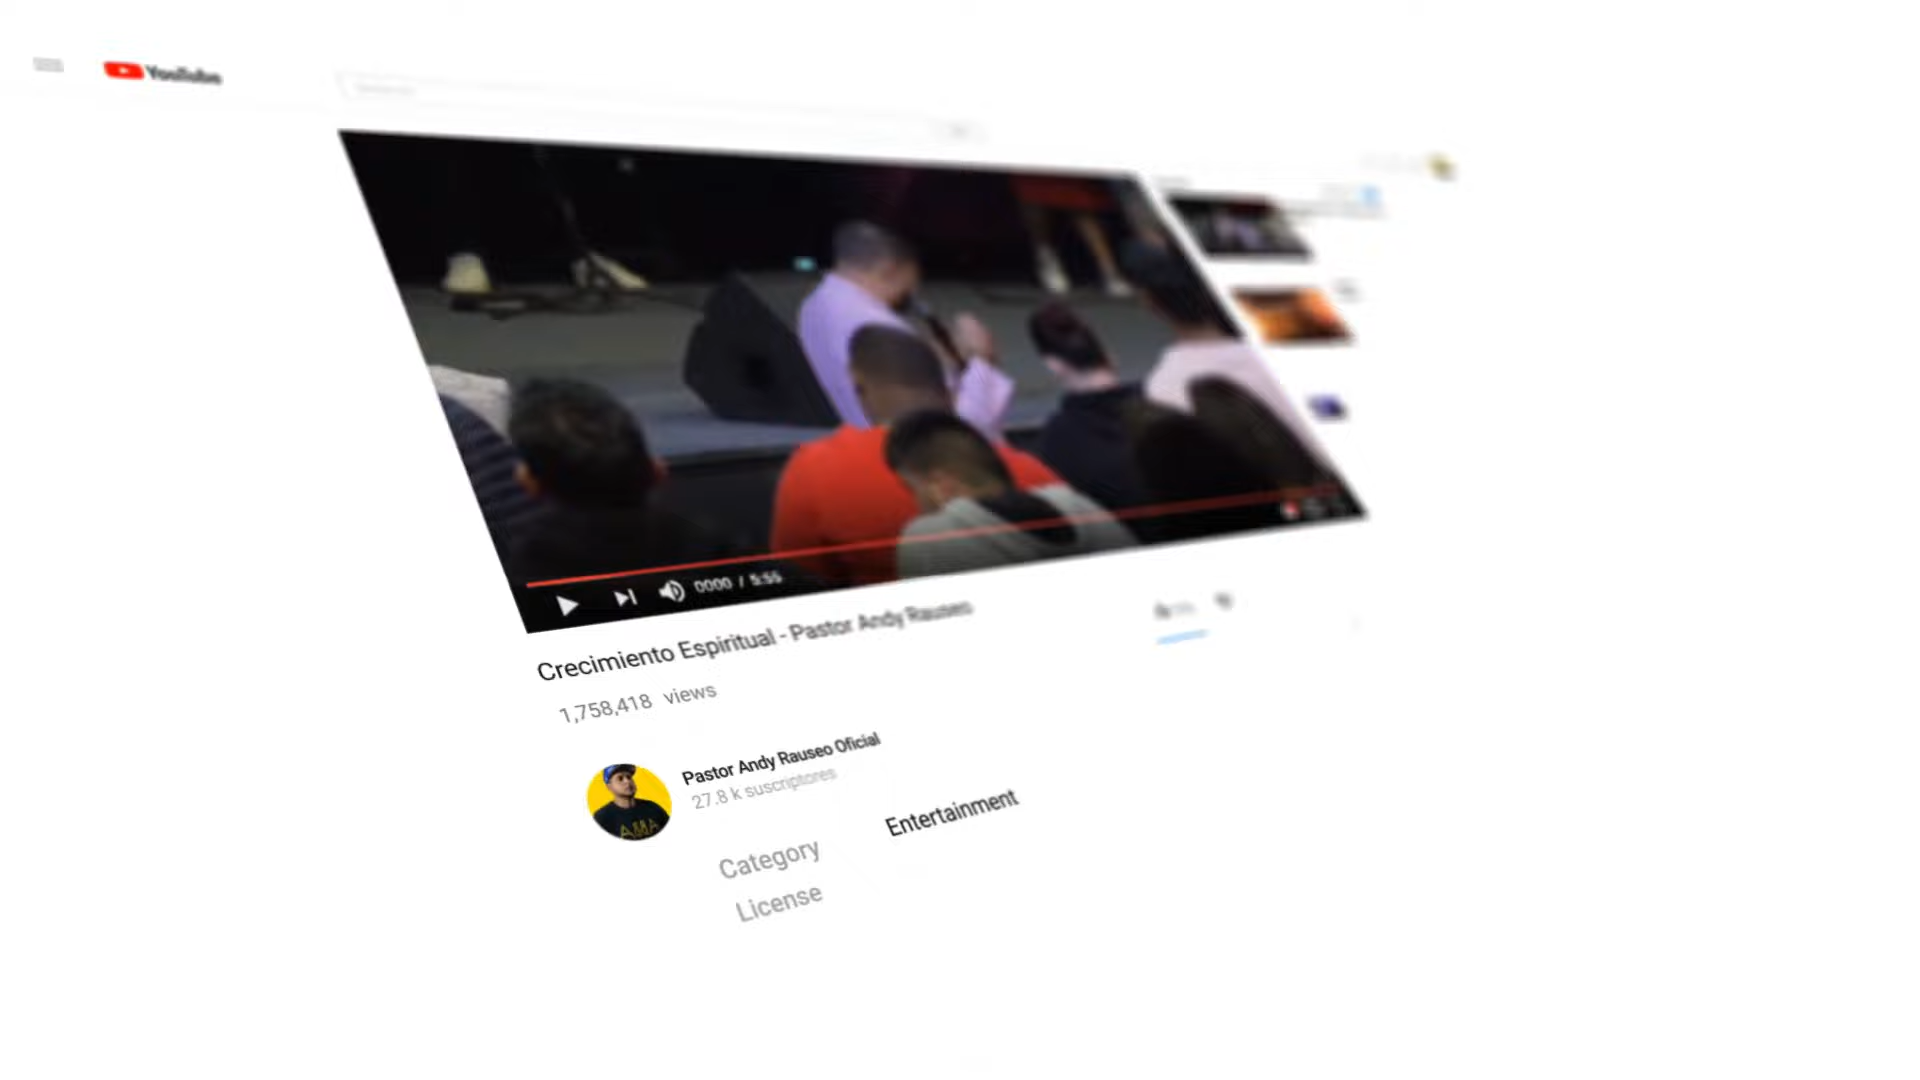 YouTube
0000 / 5:55
Crecimiento Espiritual - Pastor Andy Rauseo
1,758,418 views
Pastor Andy Rauseo Oficial
27.8 k suscriptores
AMA
Category Entertainment
License